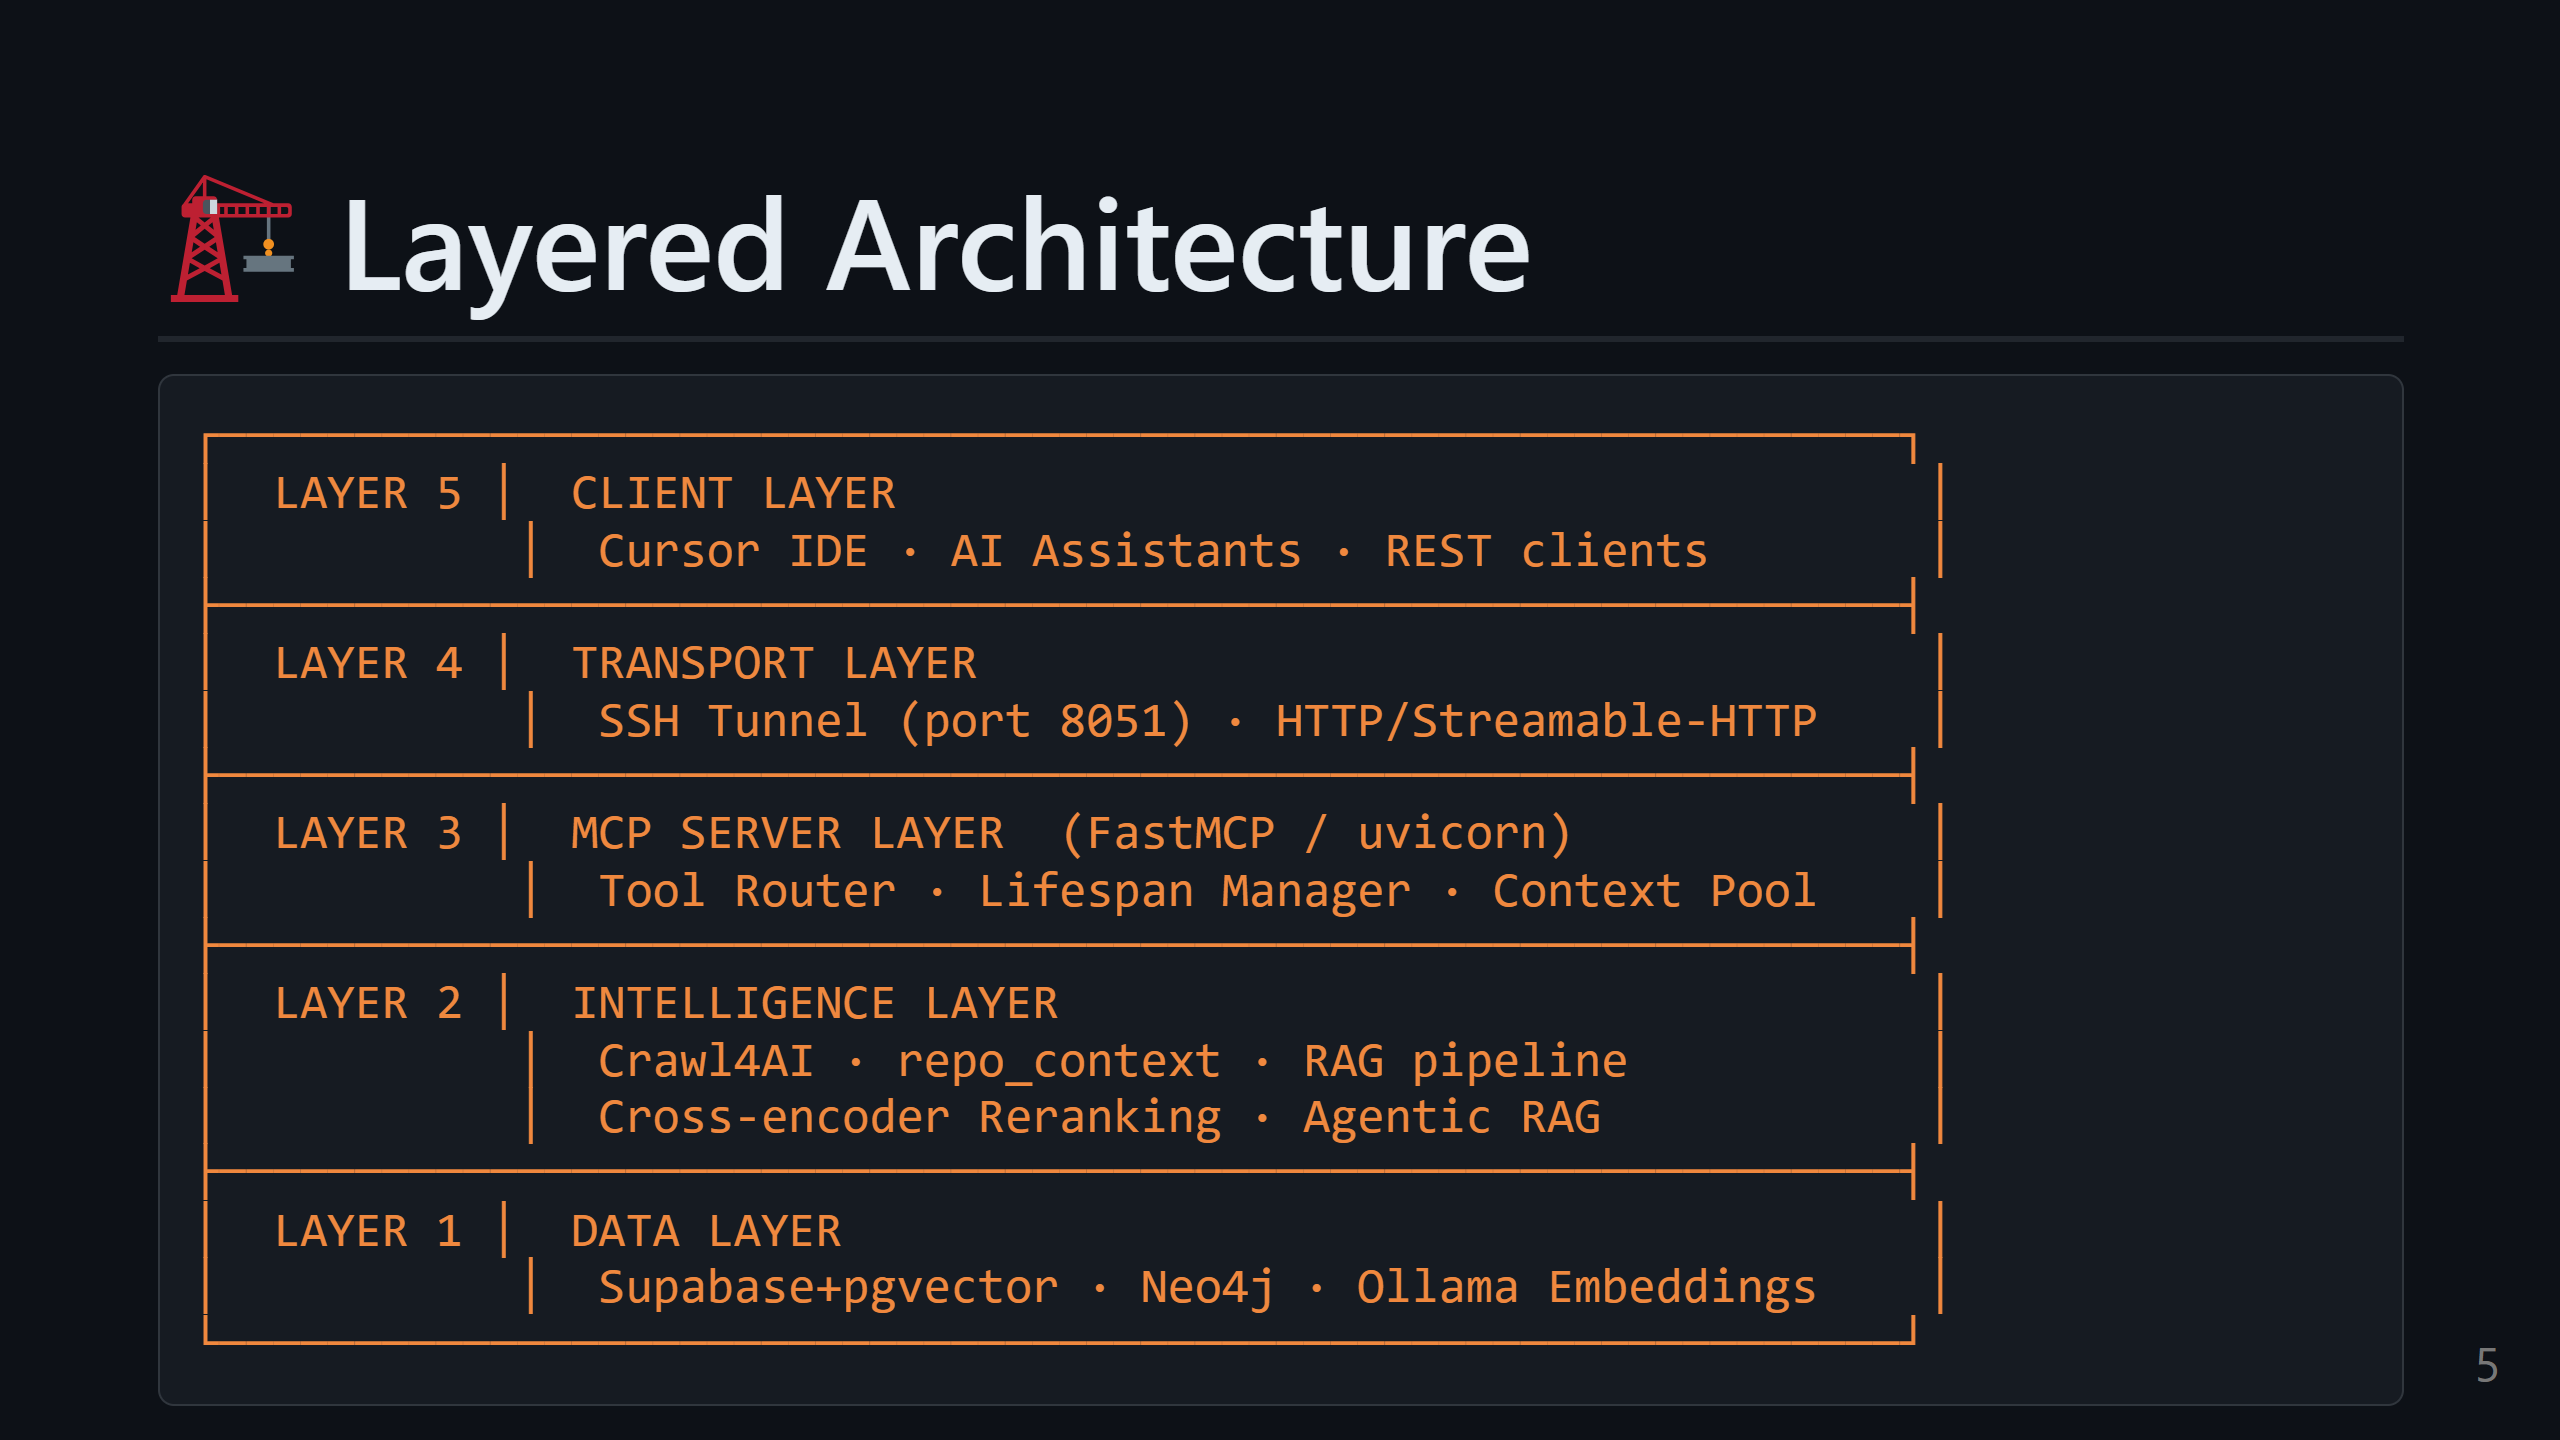 Layered Architecture
LAYER 5 │ CLIENT LAYER
│ Cursor IDE · AI Assistants · REST clients
LAYER 4 │ TRANSPORT LAYER
│ SSH Tunnel (port 8051) · HTTP/Streamable-HTTP
LAYER 3 │ MCP SERVER LAYER (FastMCP / uvicorn)
│ Tool Router · Lifespan Manager · Context Pool
LAYER 2 │ INTELLIGENCE LAYER
│ Crawl4AI · repo_context · RAG pipeline
│ Cross-encoder Reranking · Agentic RAG
LAYER 1 │ DATA LAYER
│ Supabase+pgvector · Neo4j · Ollama Embeddings
5